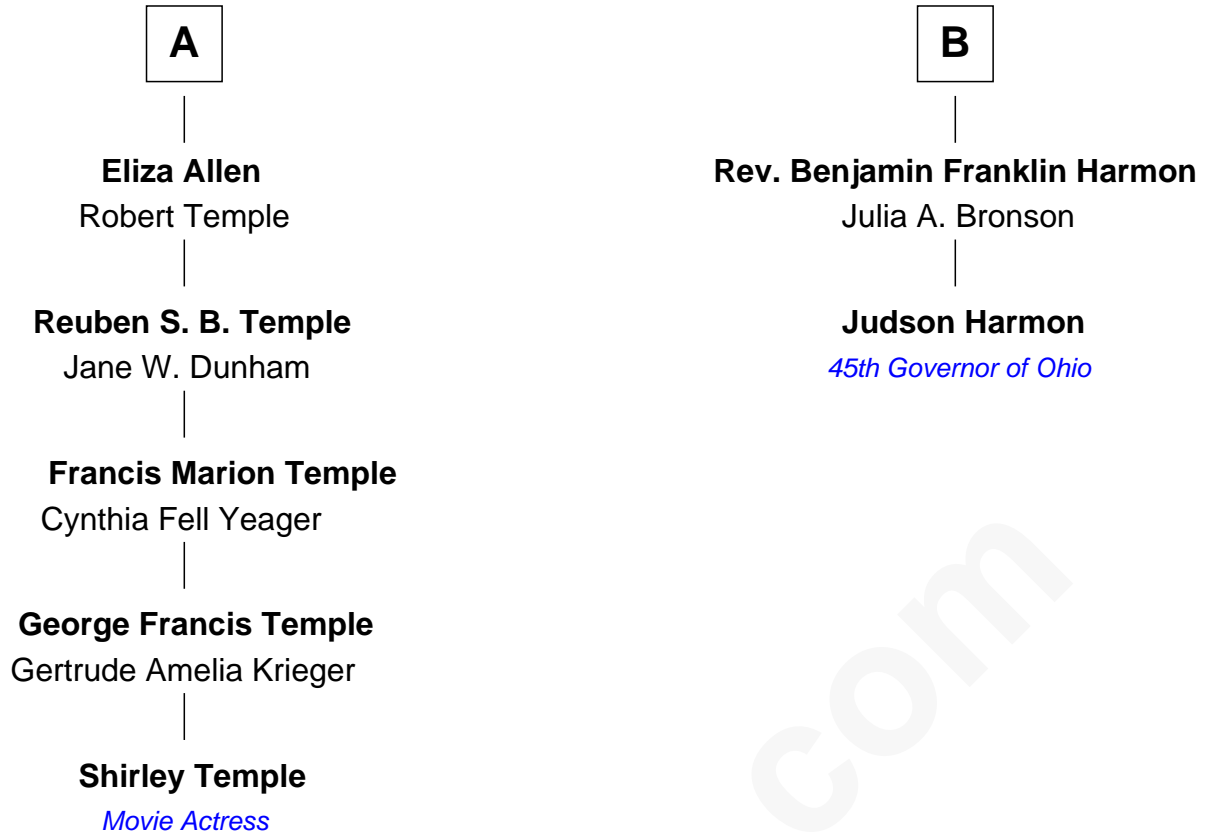 A
Eliza Allen
Robert Temple
Reuben S. B. Temple
Jane W. Dunham
Francis Marion Temple
Cynthia Fell Yeager
George Francis Temple
Gertrude Amelia Krieger
Shirley Temple
Movie Actress
B
Rev. Benjamin Franklin Harmon
Julia A. Bronson
Judson Harmon
45th Governor of Ohio
com